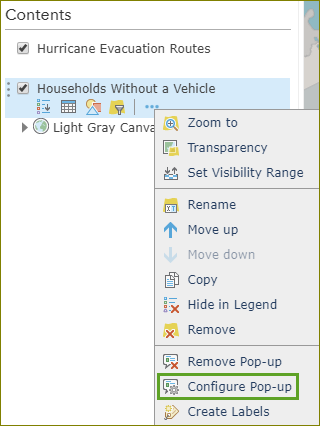 Contents
Hurricane Evacuation Routes
Households Without a Vehicle
Light Gray Canva
Zoom to
Transparency
Set Visibility Range
Rename
Move up
Move down
Copy
Hide in Legend
Remove
Remove Pop-up
Configure Pop-up
Create Labels